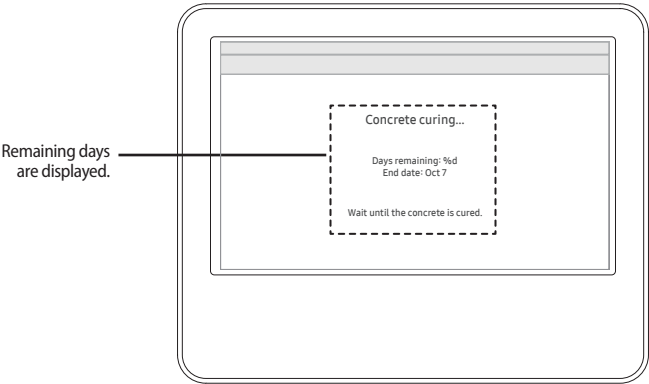 Remaining days
are displayed.
Concrete curing...
Days remaining: %d
End date: Oct 7
Wait until the concrete is cured.